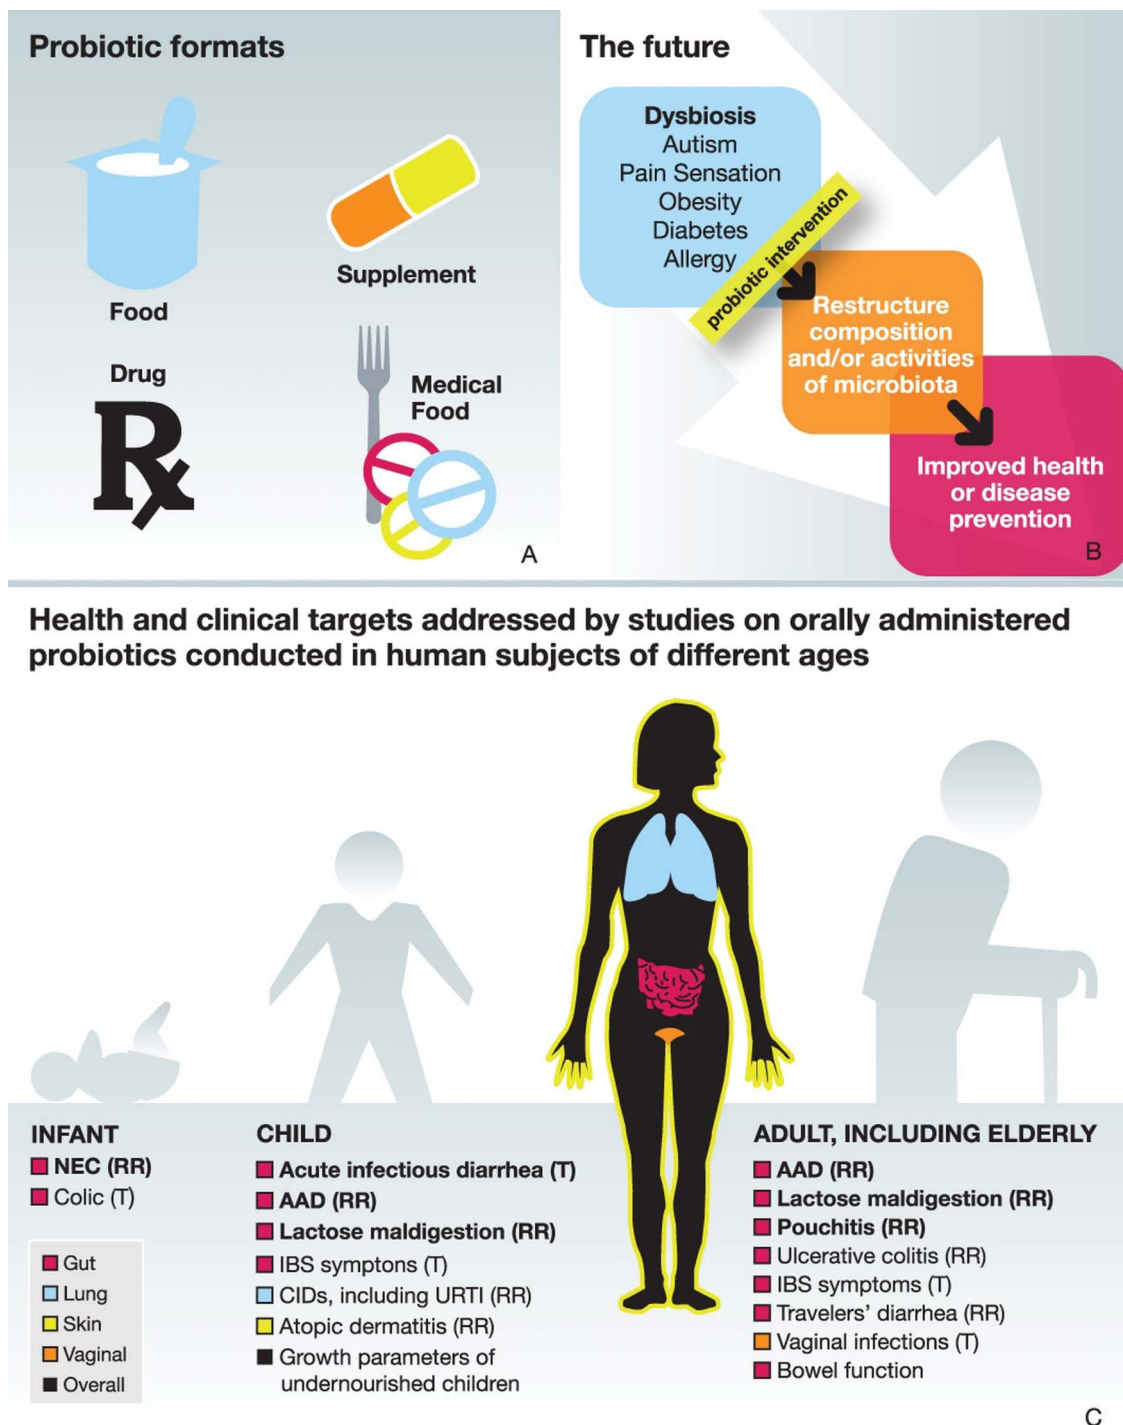 Probiotic formats
Food
Supplement
Drug
Rx
Medical
Food
A
The future
Dysbiosis
Autism
Pain Sensation
Obesity
Diabetes
Allergy
probiotic intervention
Restructure
composition
and/or activities
of microbiota
Improved health
or disease
prevention
B
Health and clinical targets addressed by studies on orally administered
probiotics conducted in human subjects of different ages
INFANT
NEC (RR)
Colic (T)
Gut
Lung
Skin
Vaginal
Overall
CHILD
Acute infectious diarrhea (T)
AAD (RR)
Lactose maldigestion (RR)
IBS symptons (T)
CIDs, including URTI (RR)
Atopic dermatitis (RR)
Growth parameters of
undernourished children
ADULT, INCLUDING ELDERLY
AAD (RR)
Lactose maldigestion (RR)
Pouchitis (RR)
Ulcerative colitis (RR)
IBS symptoms (T)
Travelers’ diarrhea (RR)
Vaginal infections (T)
Bowel function
C